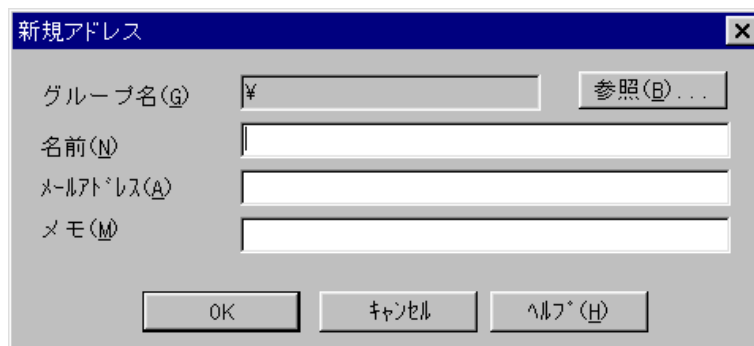 新規アドレス
グループ名(G) ¥ 参照(B)...
名前(N)
ﾒｰﾙｱﾄﾞﾚｽ(A)
メモ(M)
OK ｷｬﾝｾﾙ ﾍﾙﾌﾟ(H)